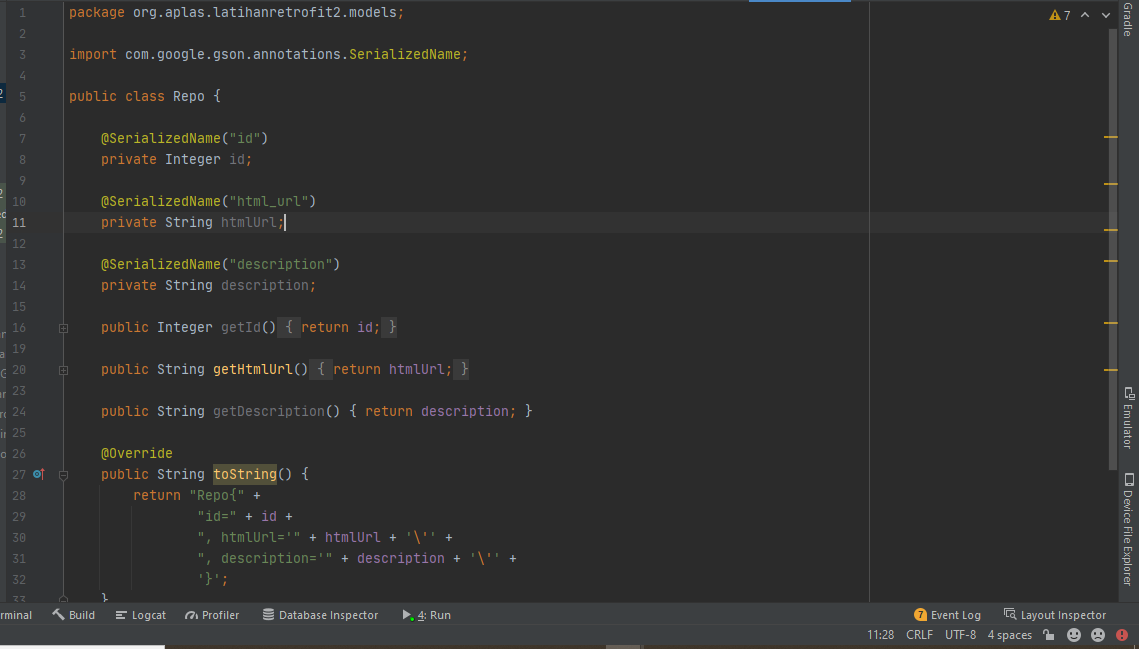 1 package org.aplas.latihanretrofit2.models;
7
2
3 import com.google.gson.annotations.SerializedName;
4
5 public class Repo {
6
7 @SerializedName("id")
8 private Integer id;
9
10 @SerializedName("html_url")
11 private String htmlUrl;
12
13 @SerializedName("description")
14 private String description;
15
16 public Integer getId() { return id; }
19
20 public String getHtmlUrl() { return htmlUrl; }
23
24 public String getDescription() { return description; }
25
26 @Override
27 public String toString() {
28 return "Repo{" +
29 "id=" + id +
30 ", htmlUrl='" + htmlUrl + '\'' +
31 ", description='" + description + '\'' +
32 '}';
33 }
Gradle
Emulator
Device File Explorer
rminal Build Logcat Profiler Database Inspector 4: Run 7 Event Log Layout Inspector
11:28 CRLF UTF-8 4 spaces